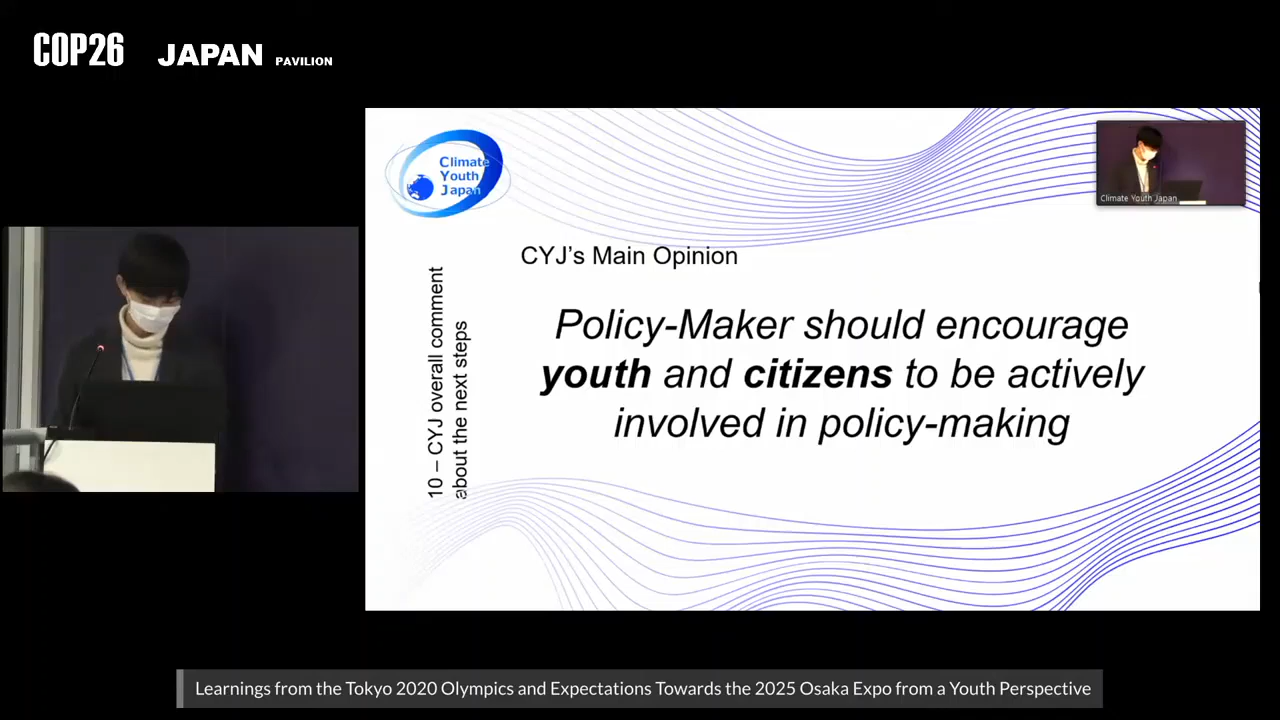 COP26
JAPAN PAVILION
Climate
Youth
Japan
Climate Youth Japan
CYJ's Main Opinion
Policy-Maker should encourage
youth and citizens to be actively
involved in policy-making
10 – CYJ overall comment
about the next steps
Learnings from the Tokyo 2020 Olympics and Expectations Towards the 2025 Osaka Expo from a Youth Perspective